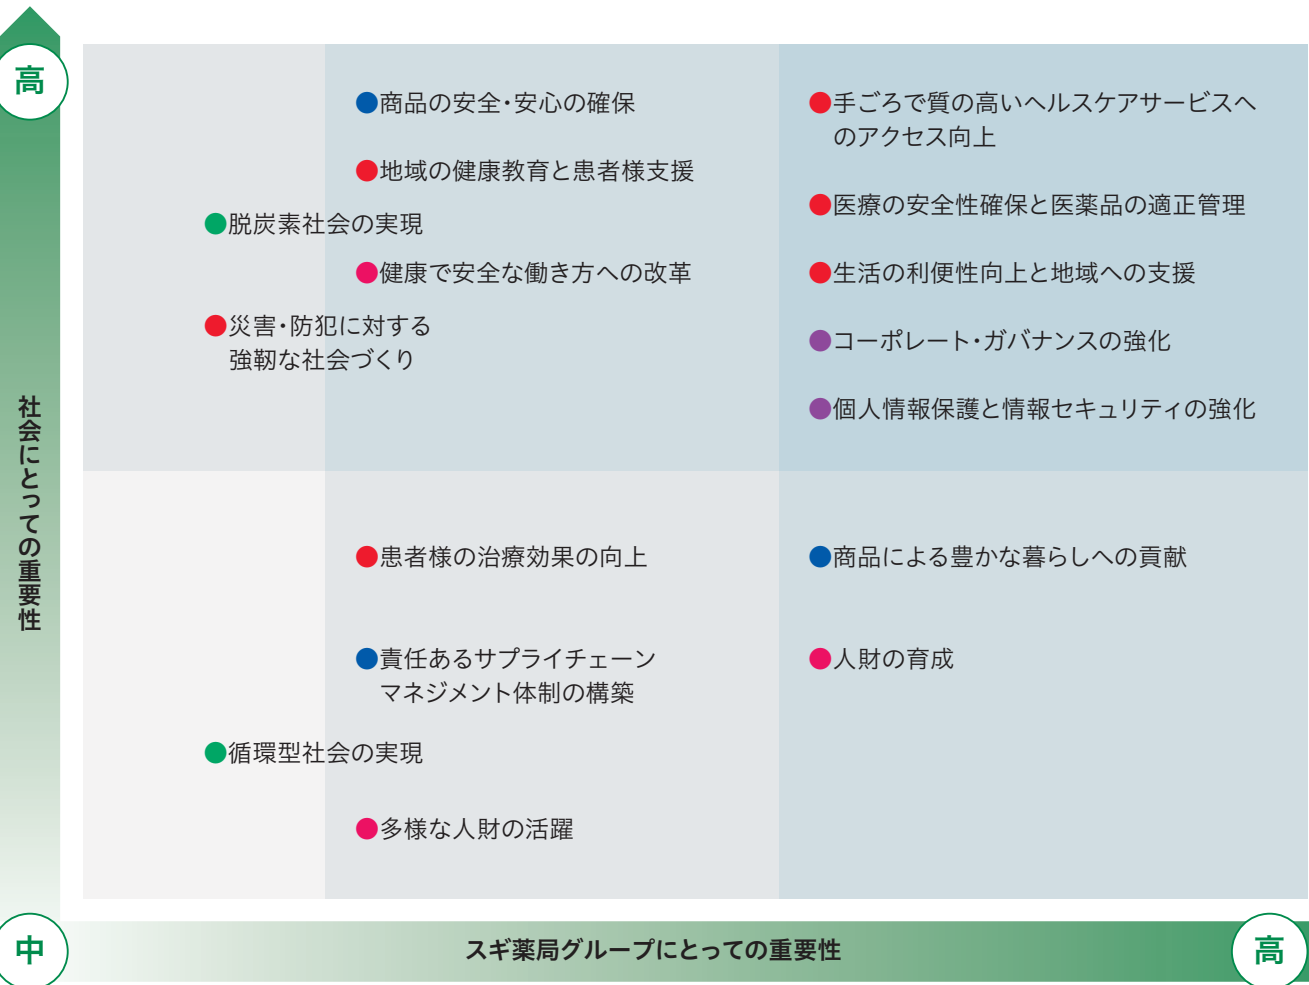 高
社会にとっての重要性
●商品の安全・安心の確保
●地域の健康教育と患者様支援
●脱炭素社会の実現
●健康で安全な働き方への改革
●災害・防犯に対する
強靭な社会づくり
●手ごろで質の高いヘルスケアサービスへ
のアクセス向上
●医療の安全性確保と医薬品の適正管理
●生活の利便性向上と地域への支援
●コーポレート・ガバナンスの強化
●個人情報保護と情報セキュリティの強化
●患者様の治療効果の向上
●責任あるサプライチェーン
マネジメント体制の構築
●循環型社会の実現
●多様な人財の活躍
●商品による豊かな暮らしへの貢献
●人財の育成
中
スギ薬局グループにとっての重要性
高